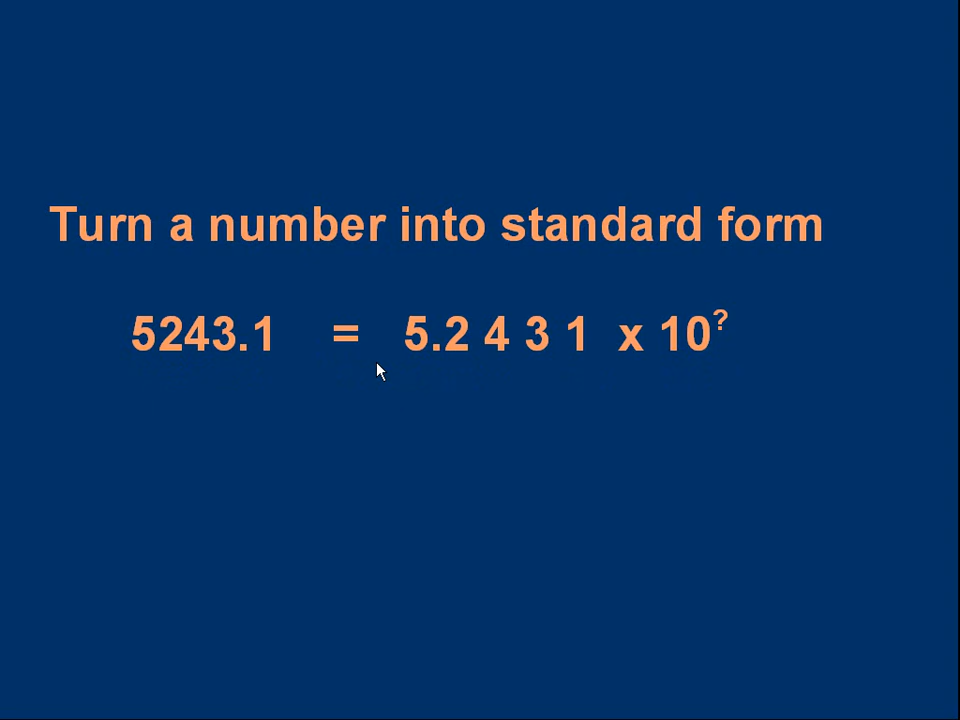 Turn a number into standard form
5243.1 = 5.2 4 3 1 x 10?